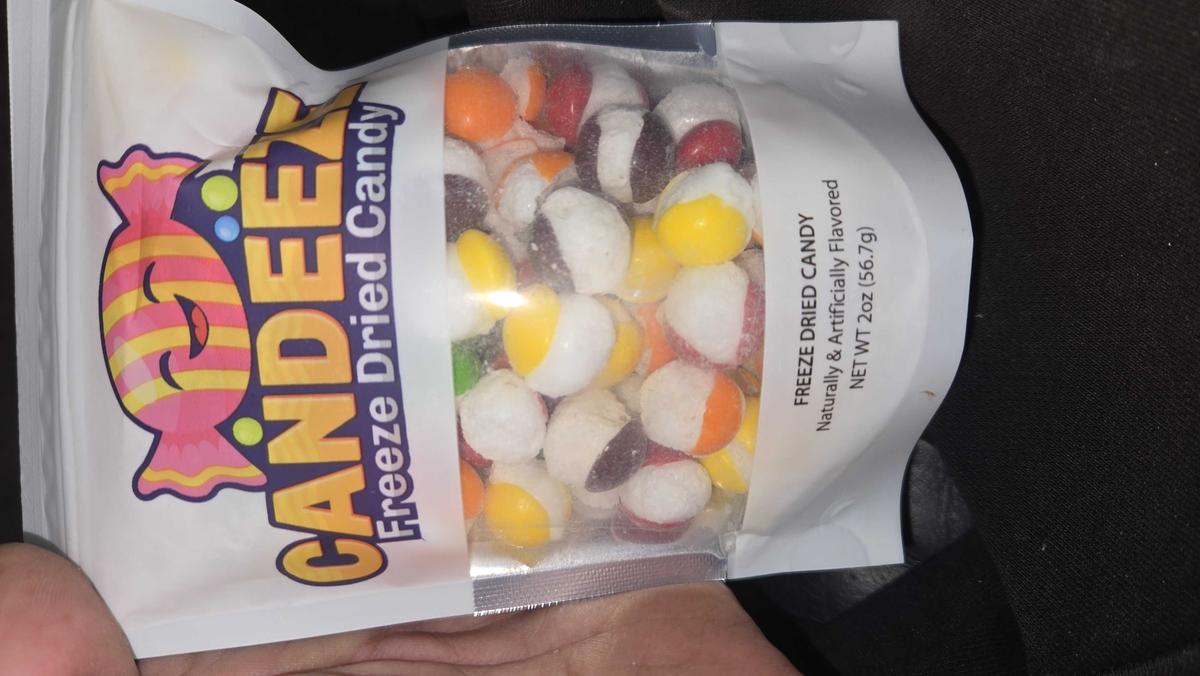 CANDEEZ
Freeze Dried Candy
FREEZE DRIED CANDY
Naturally & Artificially Flavored
NET WT 2oz (56.7g)